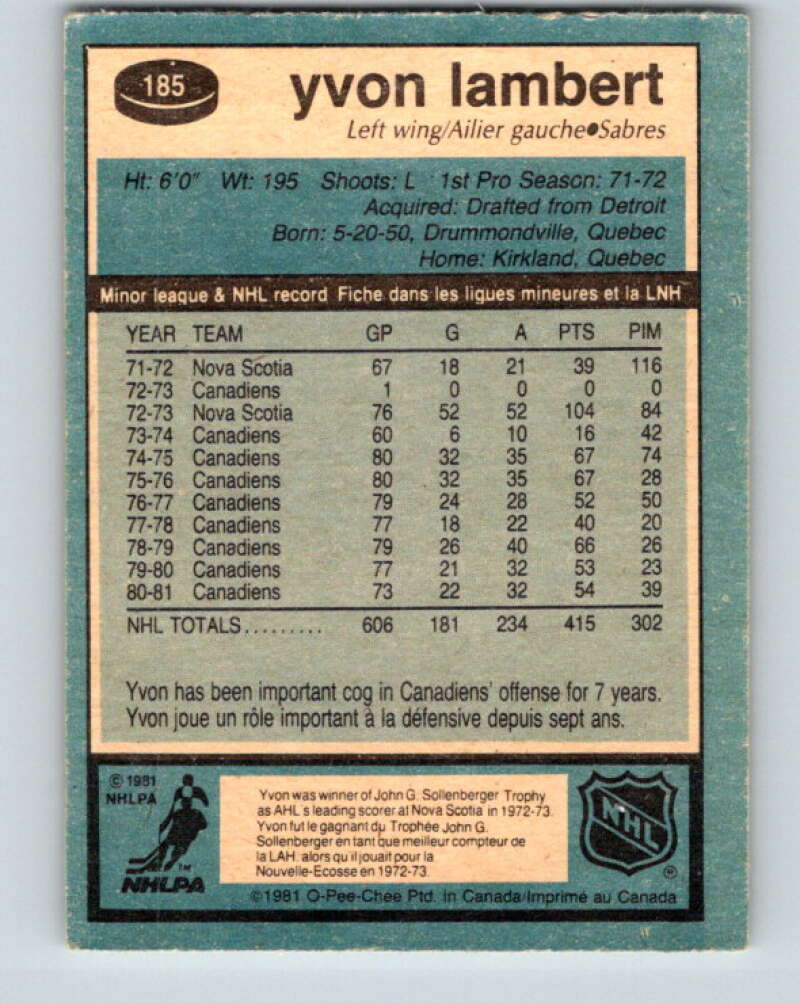 185
yvon lambert
Left wing/Ailier gauche●Sabres
Ht: 6'0" Wt: 195 Shoots: L 1st Pro Season: 71-72
Acquired: Drafted from Detroit
Born: 5-20-50, Drummondville, Quebec
Home: Kirkland, Quebec
Minor league & NHL record Fiche dans les ligues mineures et la LNH
YEAR TEAM GP G A PTS PIM
71-72 Nova Scotia 67 18 21 39 116
72-73 Canadiens 1 0 0 0 0
72-73 Nova Scotia 76 52 52 104 84
73-74 Canadiens 60 6 10 16 42
74-75 Canadiens 80 32 35 67 74
75-76 Canadiens 80 32 35 67 28
76-77 Canadiens 79 24 28 52 50
77-78 Canadiens 77 18 22 40 20
78-79 Canadiens 79 26 40 66 26
79-80 Canadiens 77 21 32 53 23
80-81 Canadiens 73 22 32 54 39
NHL TOTALS......... 606 181 234 415 302
Yvon has been important cog in Canadiens' offense for 7 years.
Yvon joue un rôle important à la défensive depuis sept ans.
© 1981
NHLPA
TM
NHLPA
Yvon was winner of John G. Sollenberger Trophy
as AHL s leading scorer at Nova Scotia in 1972-73.
Yvon fut le gagnant du Trophée John G.
Sollenberger en tant que meilleur compteur de
la LAH. alors qu il jouait pour la
Nouvelle-Ecosse en 1972-73.
NHL
®
©1981 O-Pee-Chee Ptd. in Canada/Imprimé au Canada